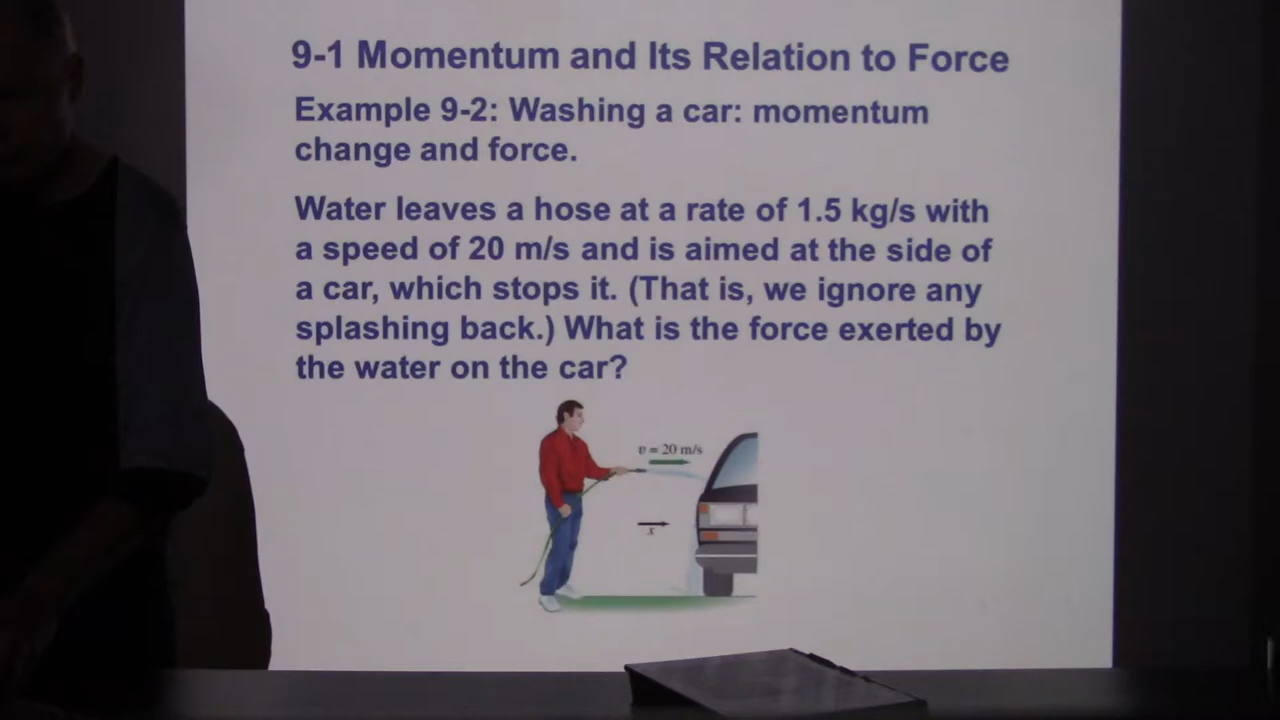 9-1 Momentum and Its Relation to Force
Example 9-2: Washing a car: momentum
change and force.
Water leaves a hose at a rate of 1.5 kg/s with
a speed of 20 m/s and is aimed at the side of
a car, which stops it. (That is, we ignore any
splashing back.) What is the force exerted by
the water on the car?
v = 20 m/s
x